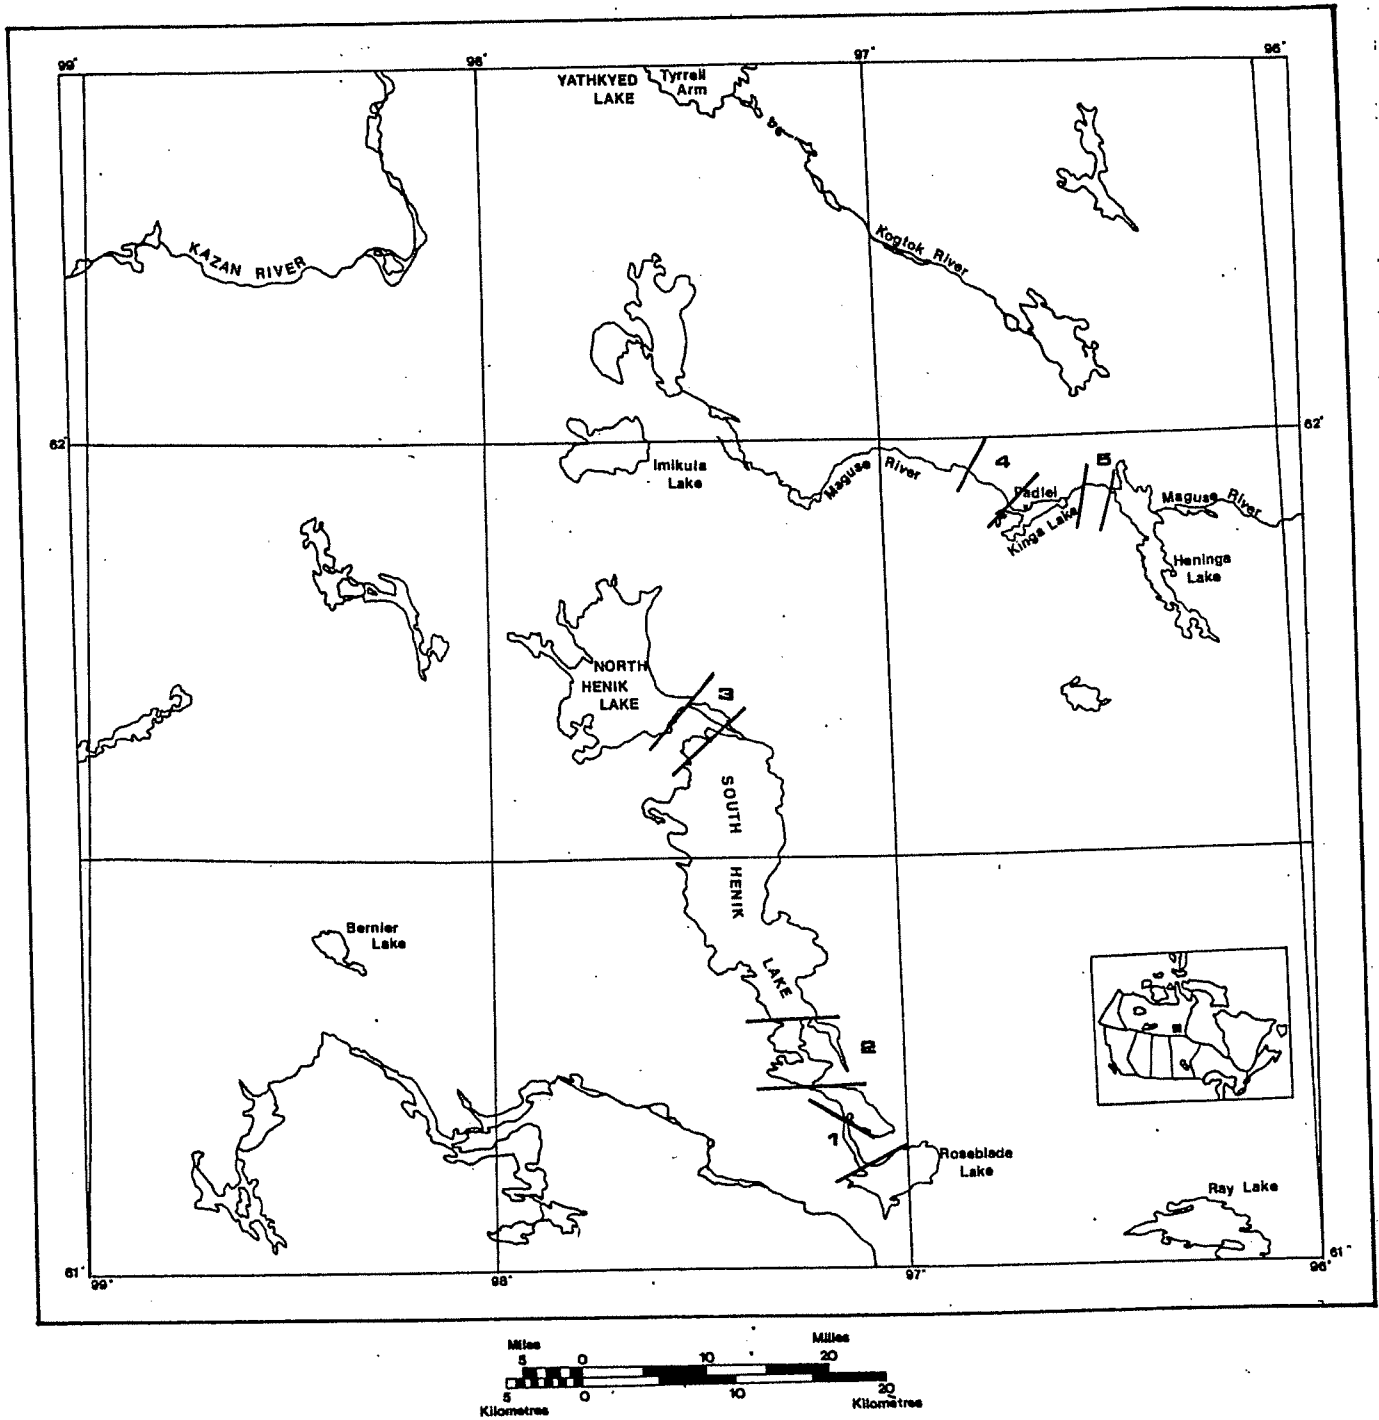 99°
98°
97°
96°
YATHKYED
LAKE
Tyrrell
Arm
KAZAN RIVER
Kogtok River
62°
62°
Imikula
Lake
Maguse River
4
5
Padlei
Kinga Lake
Maguse River
Heninga
Lake
NORTH
HENIK
LAKE
3
SOUTH HENIK LAKE
Bernier
Lake
2
1
Roseblade
Lake
Ray Lake
61°
99°
98°
97°
96°
61°
Miles
Miles
5 0 10 20
5 0 10 20
Kilometres
Kilometres